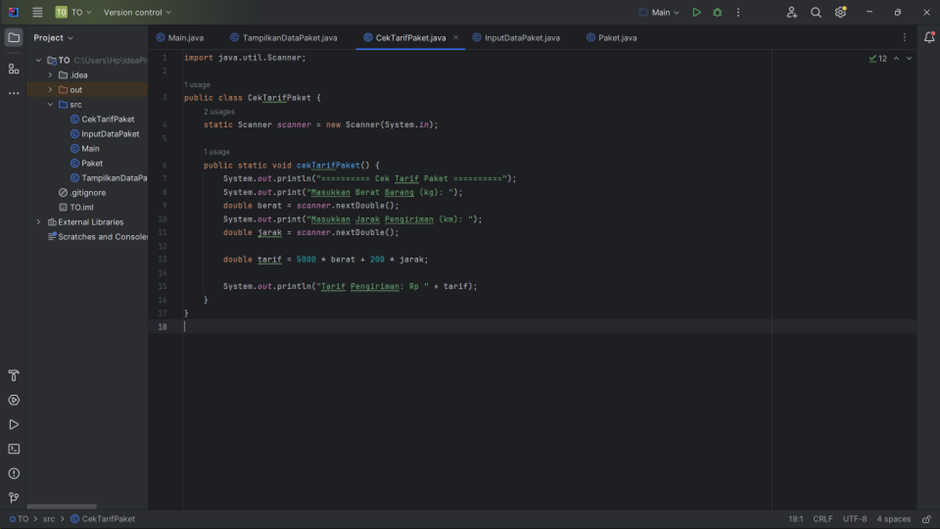 TO TO Version control Main
Project
Main.java TampilkanDataPaket.java CekTarifPaket.java InputDataPaket.java Paket.java
TO C:\Users\Hp\IdeaPr
.idea
out
src
CekTarifPaket
InputDataPaket
Main
Paket
TampilkanDataPa
.gitignore
TO.iml
External Libraries
Scratches and Consoles
12
1 import java.util.Scanner;
2
1 usage
3 public class CekTarifPaket {
2 usages
4 static Scanner scanner = new Scanner(System.in);
5
1 usage
6 public static void cekTarifPaket() {
7 System.out.println("========== Cek Tarif Paket ==========");
8 System.out.print("Masukkan Berat Barang (kg): ");
9 double berat = scanner.nextDouble();
10 System.out.print("Masukkan Jarak Pengiriman (km): ");
11 double jarak = scanner.nextDouble();
12
13 double tarif = 5000 * berat + 200 * jarak;
14
15 System.out.println("Tarif Pengiriman: Rp " + tarif);
16 }
17 }
18
TO > src > CekTarifPaket 18:1 CRLF UTF-8 4 spaces